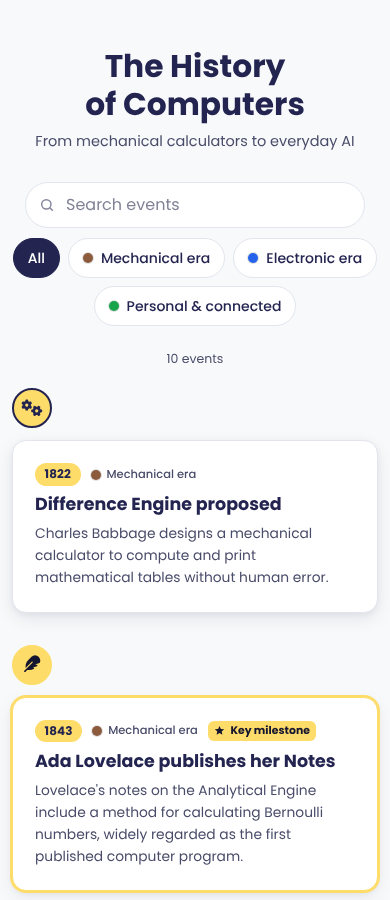 The History
of Computers
From mechanical calculators to everyday AI
Search events
All
Mechanical era
Electronic era
Personal & connected
10 events
1822
Mechanical era
Difference Engine proposed
Charles Babbage designs a mechanical
calculator to compute and print
mathematical tables without human error.
1843
Mechanical era
Key milestone
Ada Lovelace publishes her Notes
Lovelace's notes on the Analytical Engine
include a method for calculating Bernoulli
numbers, widely regarded as the first
published computer program.